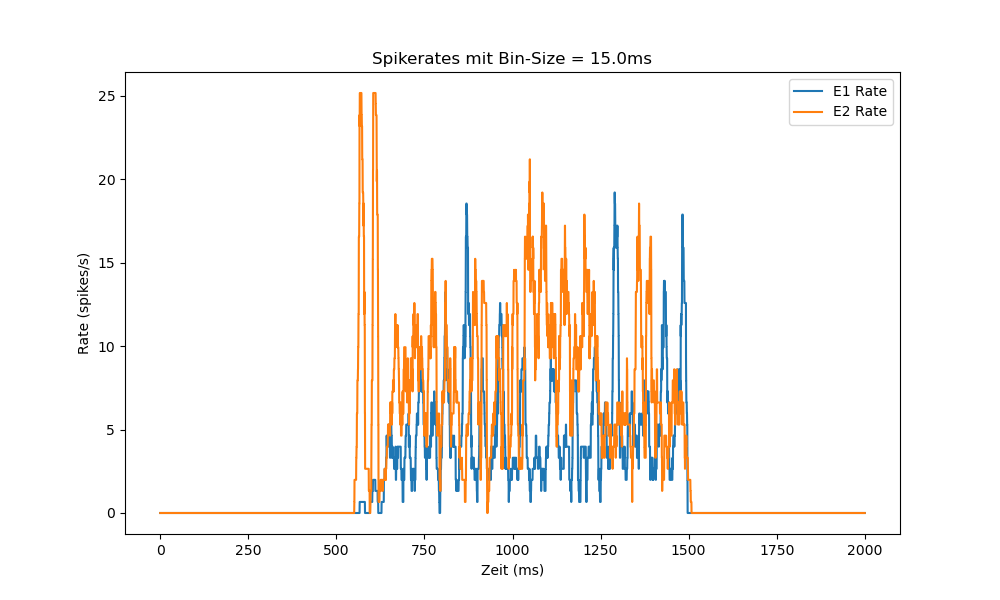 Spikerates mit Bin-Size = 15.0ms
E1 Rate
E2 Rate
25
20
15
10
5
0
Rate (spikes/s)
0 250 500 750 1000 1250 1500 1750 2000
Zeit (ms)